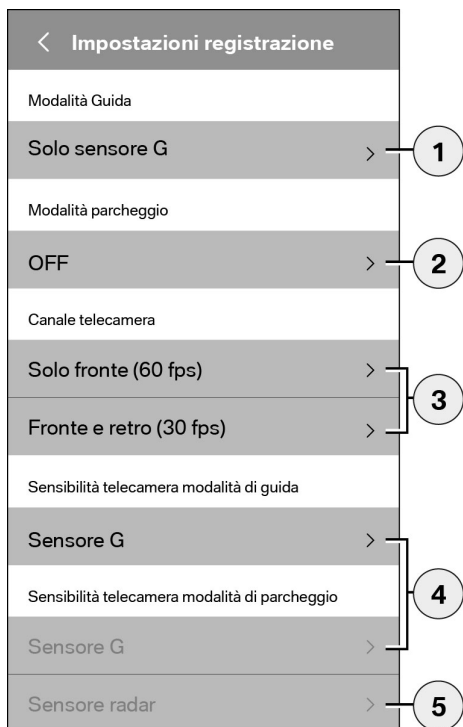 Impostazioni registrazione
Modalità Guida
Solo sensore G
1
Modalità parcheggio
OFF
2
Canale telecamera
Solo fronte (60 fps)
3
Fronte e retro (30 fps)
Sensibilità telecamera modalità di guida
Sensore G
Sensibilità telecamera modalità di parcheggio
4
Sensore G
Sensore radar
5